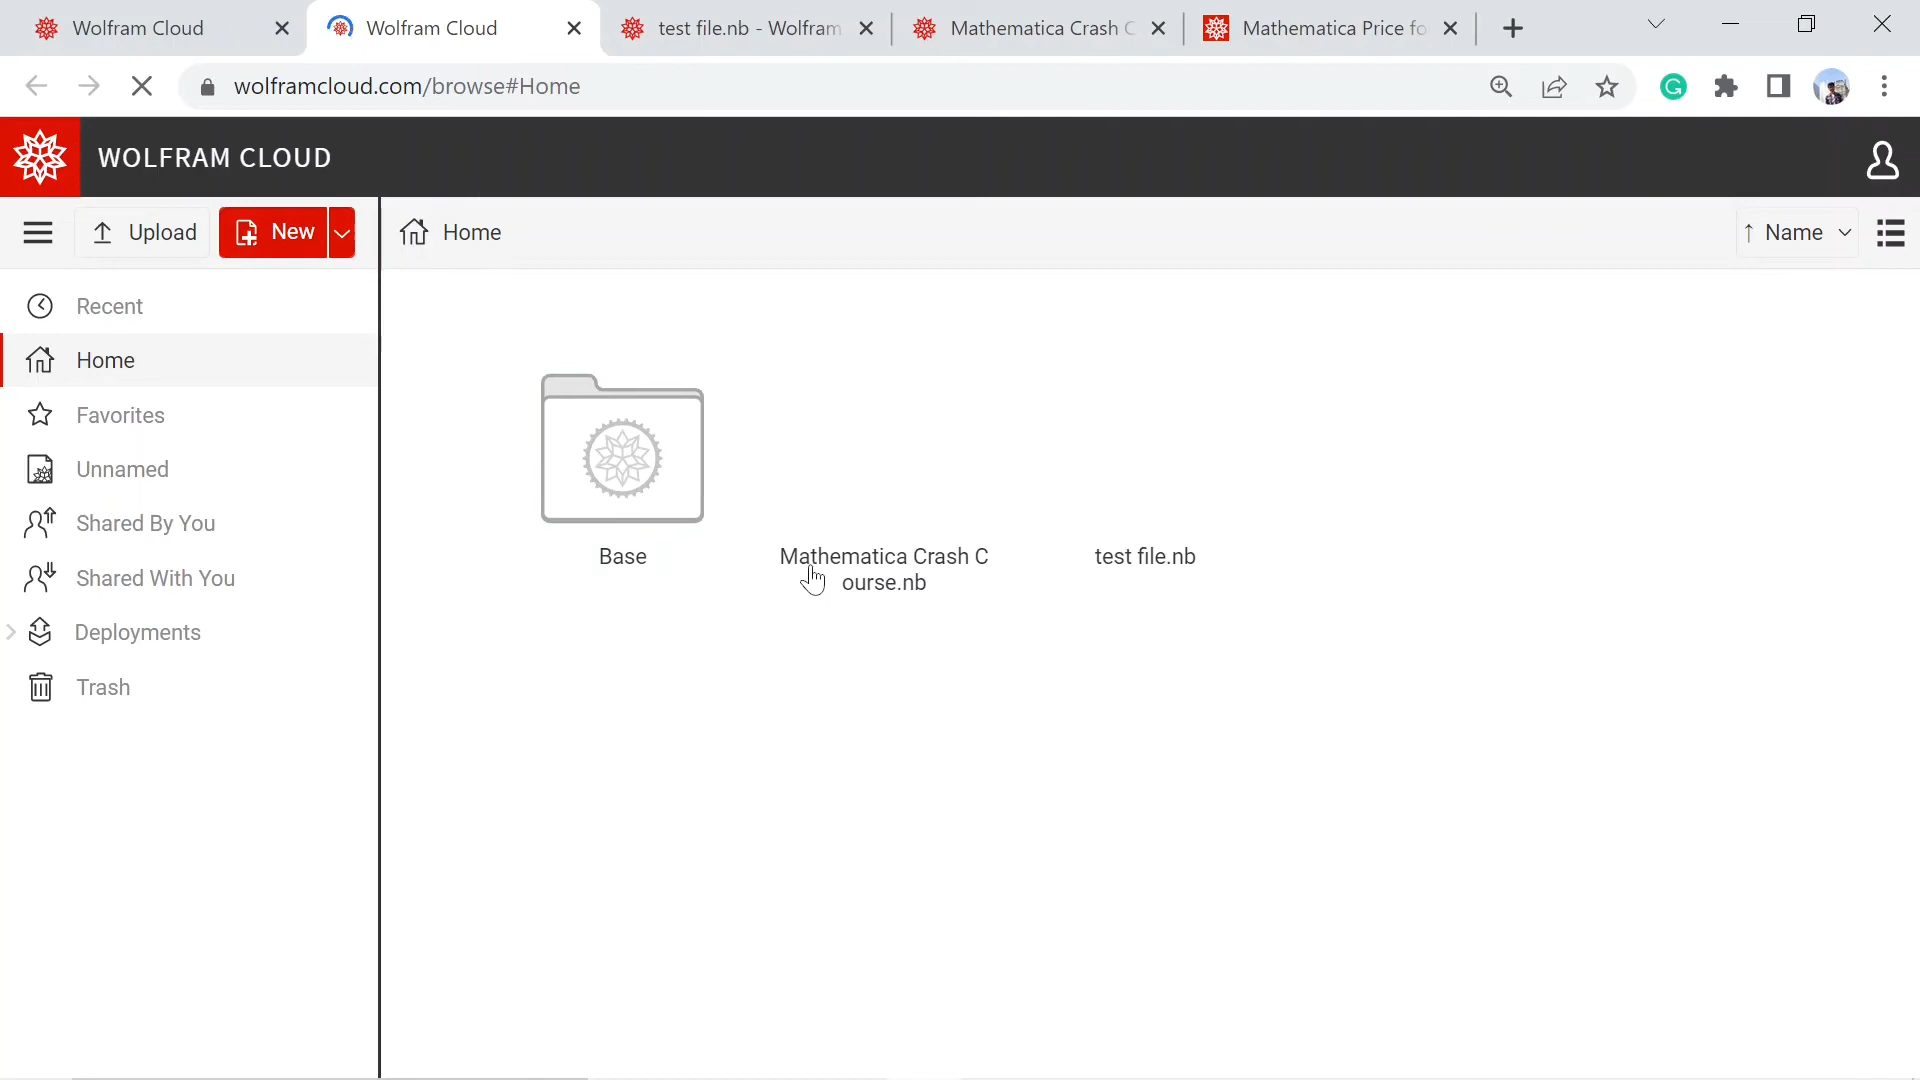 Wolfram Cloud
Wolfram Cloud
test file.nb - Wolfram
Mathematica Crash C
Mathematica Price fo
wolframcloud.com/browse#Home
WOLFRAM CLOUD
Upload
New
Home
Name
Recent
Home
Favorites
Unnamed
Shared By You
Shared With You
Deployments
Trash
Base
Mathematica Crash C
ourse.nb
test file.nb